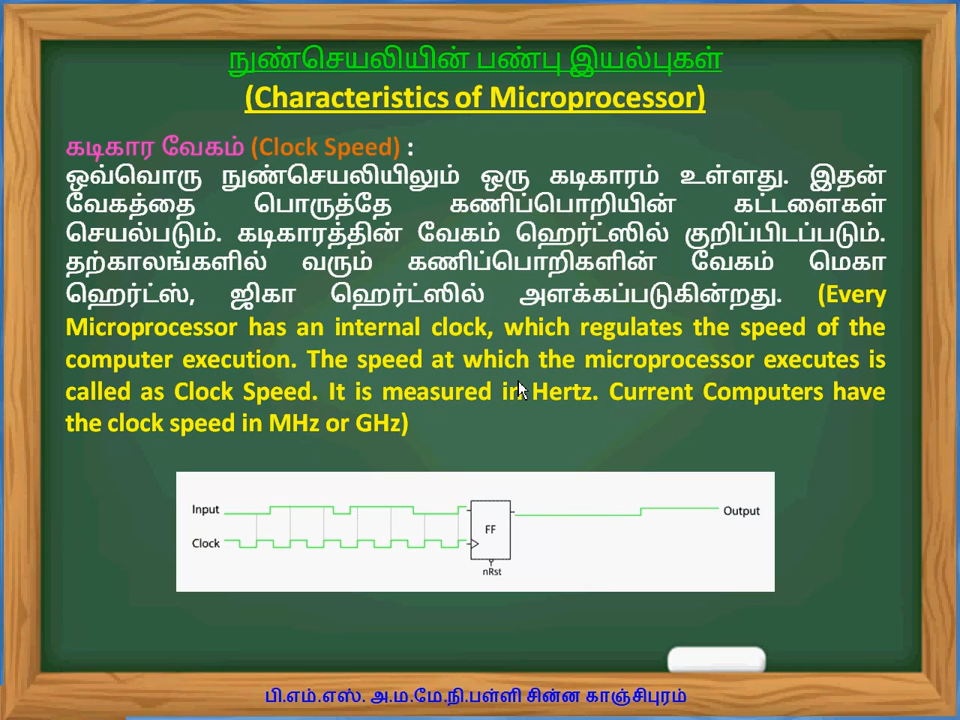 நுண்செயலியின் பண்பு இயல்புகள்
(Characteristics of Microprocessor)
கடிகார வேகம் (Clock Speed) :
ஒவ்வொரு நுண்செயலியிலும் ஒரு கடிகாரம் உள்ளது. இதன்
வேகத்தை பொருத்தே கணிப்பொறியின் கட்டளைகள்
செயல்படும். கடிகாரத்தின் வேகம் ஹெர்ட்ஸில் குறிப்பிடப்படும்.
தற்காலங்களில் வரும் கணிப்பொறிகளின் வேகம் மெகா
ஹெர்ட்ஸ், ஜிகா ஹெர்ட்ஸில் அளக்கப்படுகின்றது. (Every
Microprocessor has an internal clock, which regulates the speed of the
computer execution. The speed at which the microprocessor executes is
called as Clock Speed. It is measured in Hertz. Current Computers have
the clock speed in MHz or GHz)
Input
Output
FF
Clock
nRst
பி.எம்.எஸ். அ.ம.மே.நி.பள்ளி சின்ன காஞ்சிபுரம்